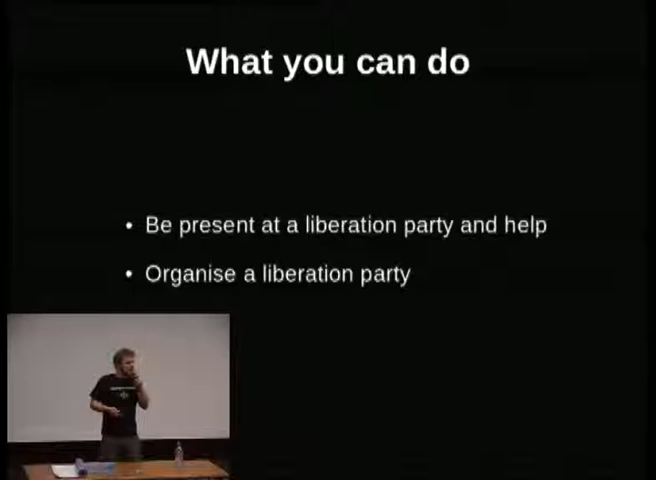 What you can do
• Be present at a liberation party and help
• Organise a liberation party